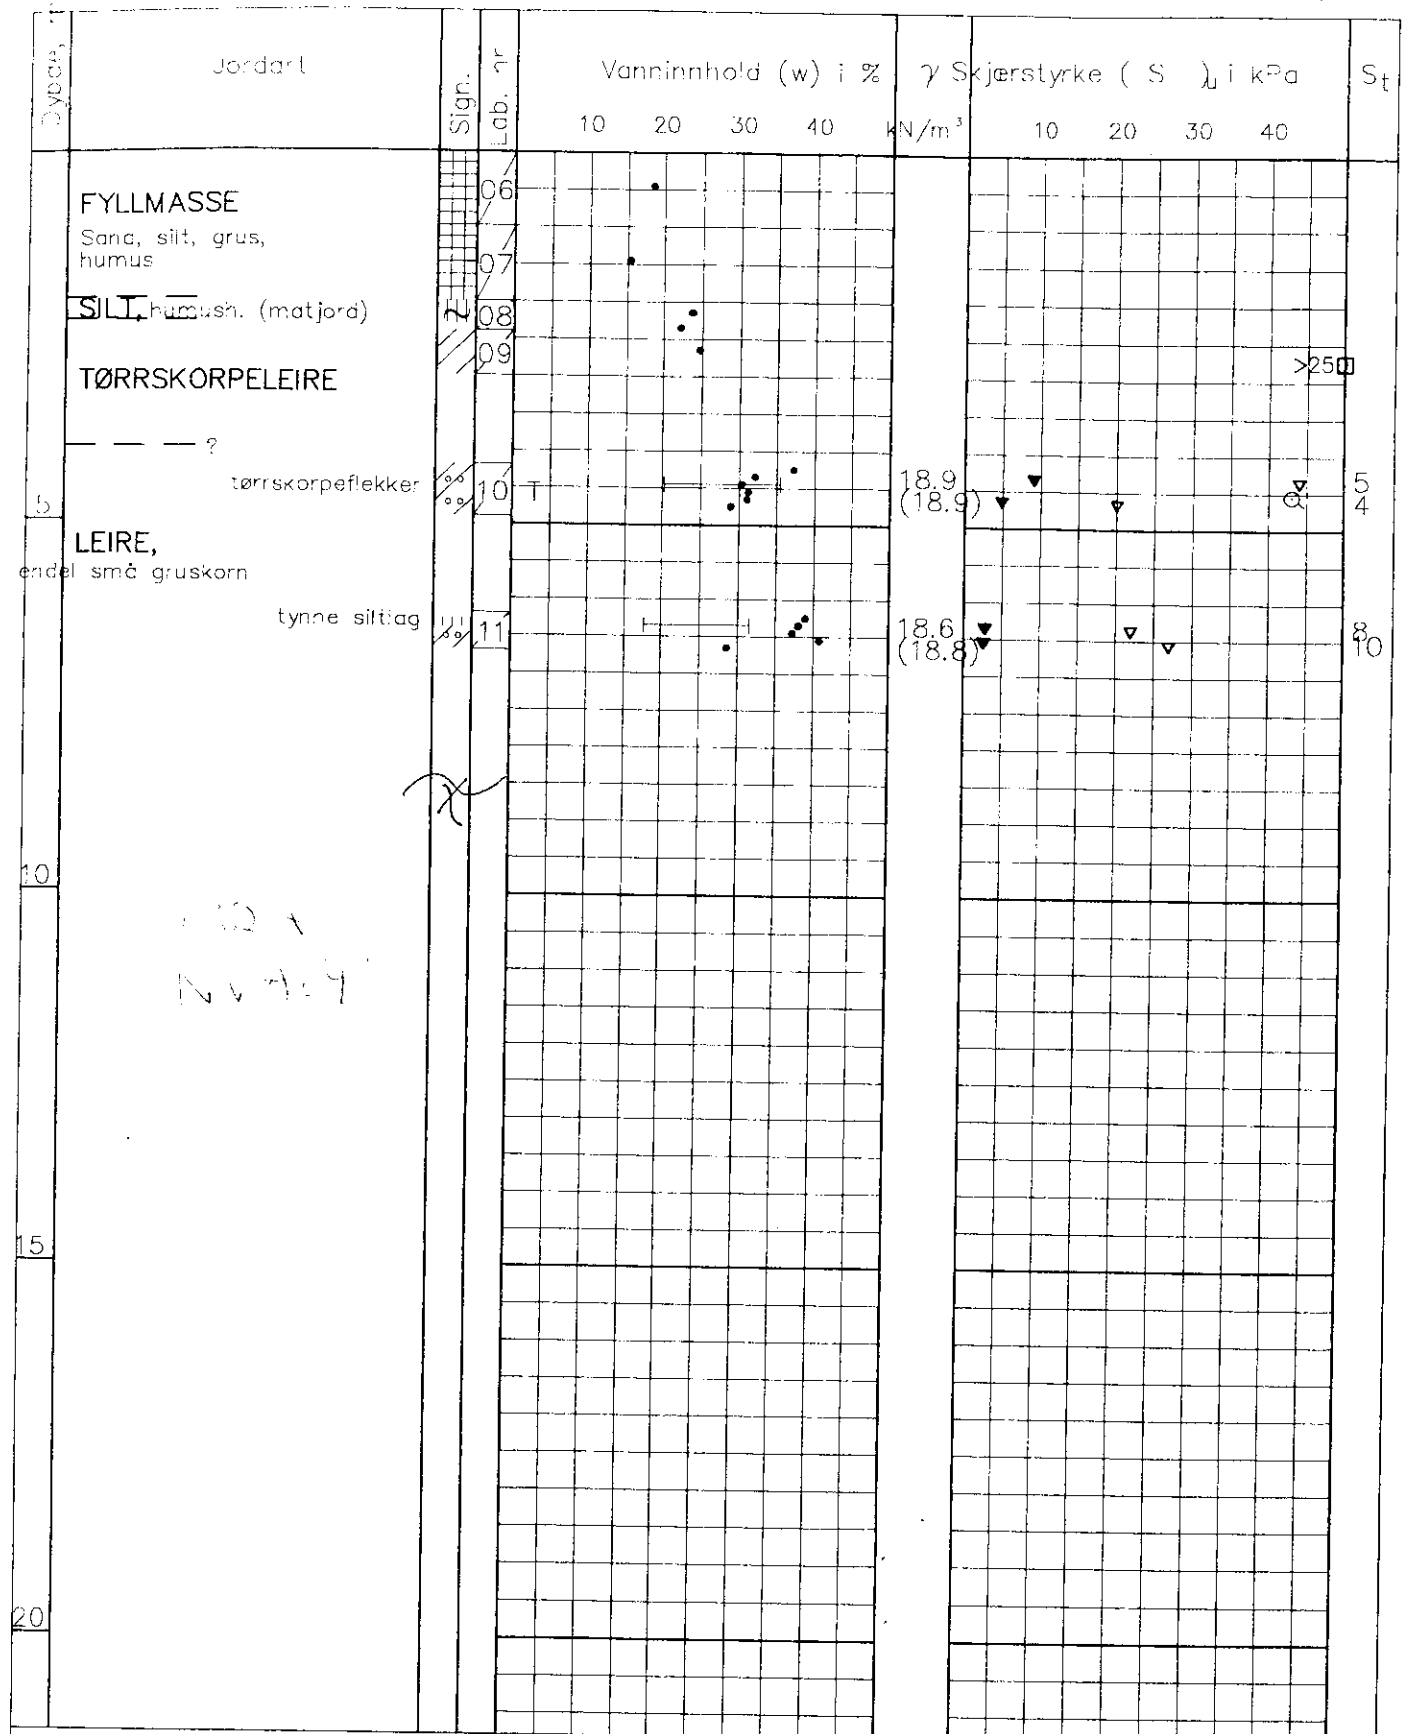 Jordart
Sign.
Lab. nr
Vanninnhold (w) i %
γ Skjærstyrke ( S )u i kPa
St
10 20 30 40
kN/m³
10 20 30 40
06
FYLLMASSE
Sand, silt, grus,
humus
07
SILT, humush. (matjord)
08
09
>25
TØRRSKORPELEIRE
?
tørrskorpeflekker
10 T
18.9
5
(18.9)
4
5
LEIRE,
endel små gruskorn
tynne siltlag
11
18.6
8
(18.8)
10
10
15
20